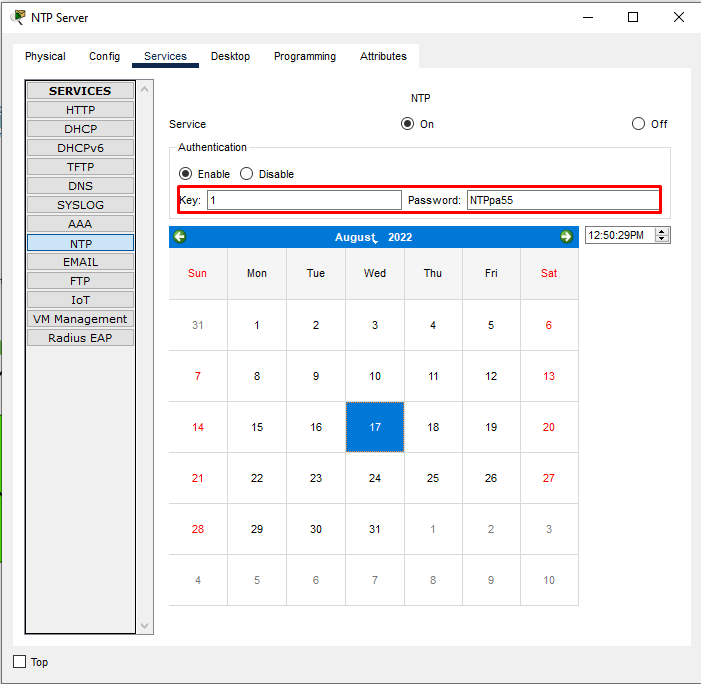 NTP Server
Physical Config Services Desktop Programming Attributes
SERVICES
HTTP
DHCP
DHCPv6
TFTP
DNS
SYSLOG
AAA
NTP
EMAIL
FTP
IoT
VM Management
Radius EAP
NTP
Service On Off
Authentication
Enable Disable
Key: 1 Password: NTPpa55
August, 2022 12:50:29PM
Sun Mon Tue Wed Thu Fri Sat
31 1 2 3 4 5 6
7 8 9 10 11 12 13
14 15 16 17 18 19 20
21 22 23 24 25 26 27
28 29 30 31 1 2 3
4 5 6 7 8 9 10
Top